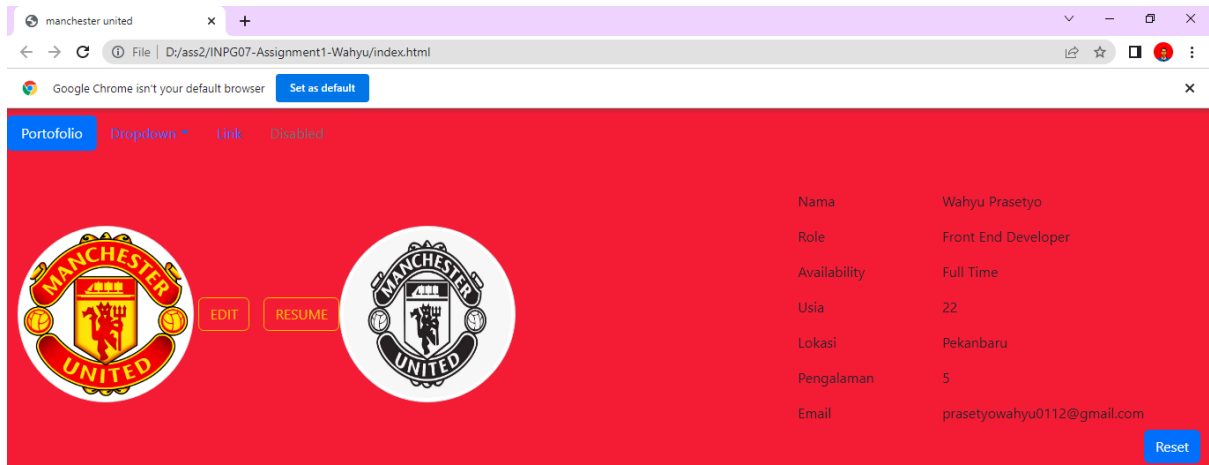 manchester united
File | D:/ass2/INPG07-Assignment1-Wahyu/index.html
Google Chrome isn't your default browser Set as default
Portofolio Dropdown Link Disabled
MANCHESTER UNITED
EDIT RESUME
MANCHESTER UNITED
Nama Wahyu Prasetyo
Role Front End Developer
Availability Full Time
Usia 22
Lokasi Pekanbaru
Pengalaman 5
Email prasetyowahyu0112@gmail.com
Reset